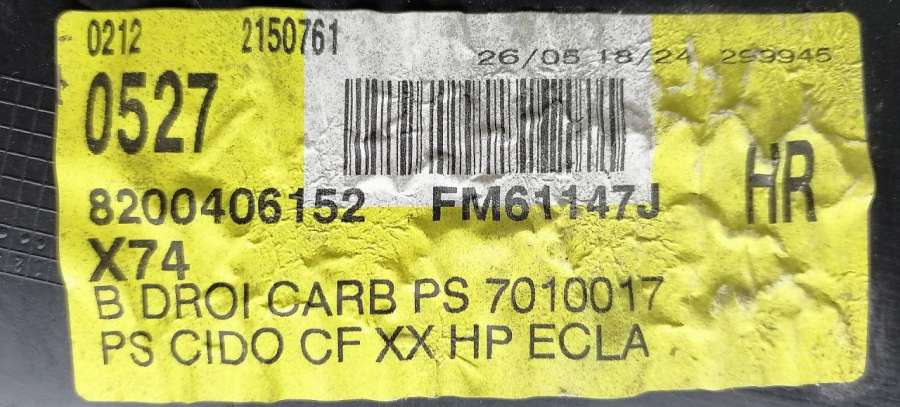 0212 2150761 26/05 18/24 299945
0527
HR
8200406152 FM61147J
X74
B DROI CARB PS 7010017
PS CIDO CF XX HP ECLA